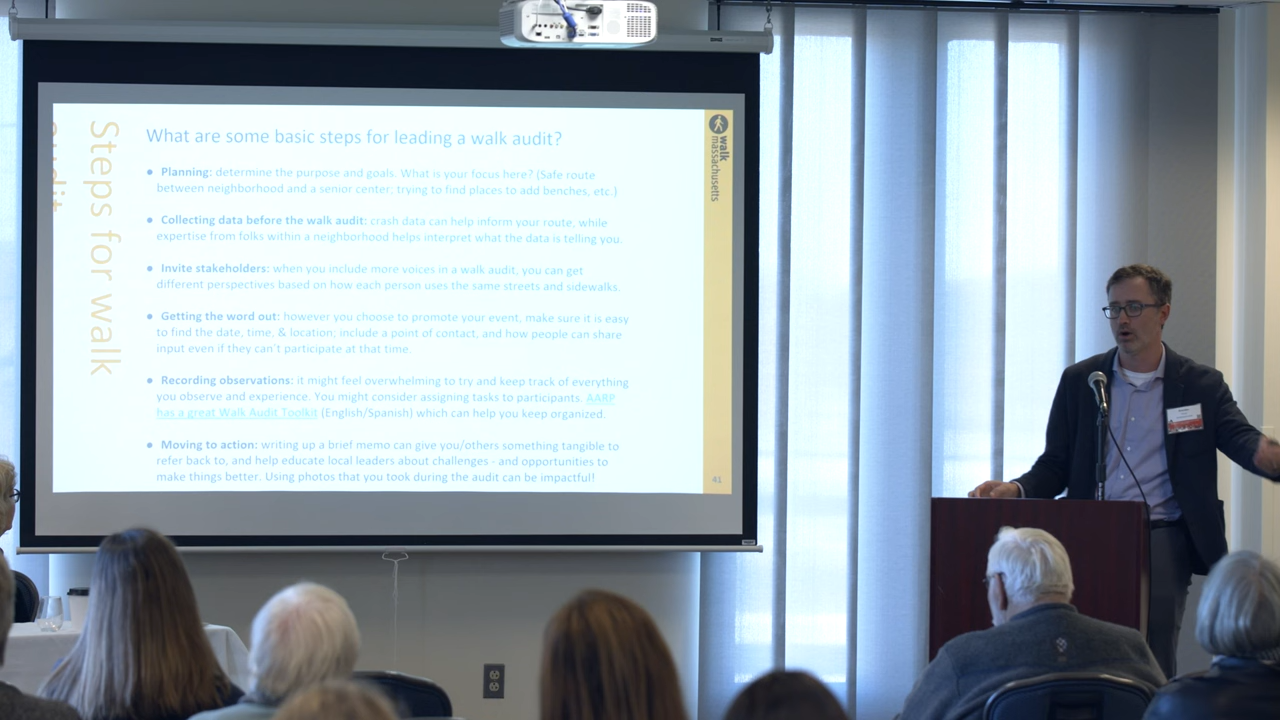 Steps for walk
audit
What are some basic steps for leading a walk audit?
• Planning: determine the purpose and goals. What is your focus here? (Safe route
between neighborhood and a senior center; trying to find places to add benches, etc.)
• Collecting data before the walk audit: crash data can help inform your route, while
expertise from folks within a neighborhood helps interpret what the data is telling you.
• Invite stakeholders: when you include more voices in a walk audit, you can get
different perspectives based on how each person uses the same streets and sidewalks.
• Getting the word out: however you choose to promote your event, make sure it is easy
to find the date, time, & location; include a point of contact, and how people can share
input even if they can't participate at that time.
• Recording observations: it might feel overwhelming to try and keep track of everything
you observe and experience. You might consider assigning tasks to participants. AARP
has a great Walk Audit Toolkit (English/Spanish) which can help you keep organized.
• Moving to action: writing up a brief memo can give you/others something tangible to
refer back to, and help educate local leaders about challenges - and opportunities to
make things better. Using photos that you took during the audit can be impactful!
walk
massachusetts
41